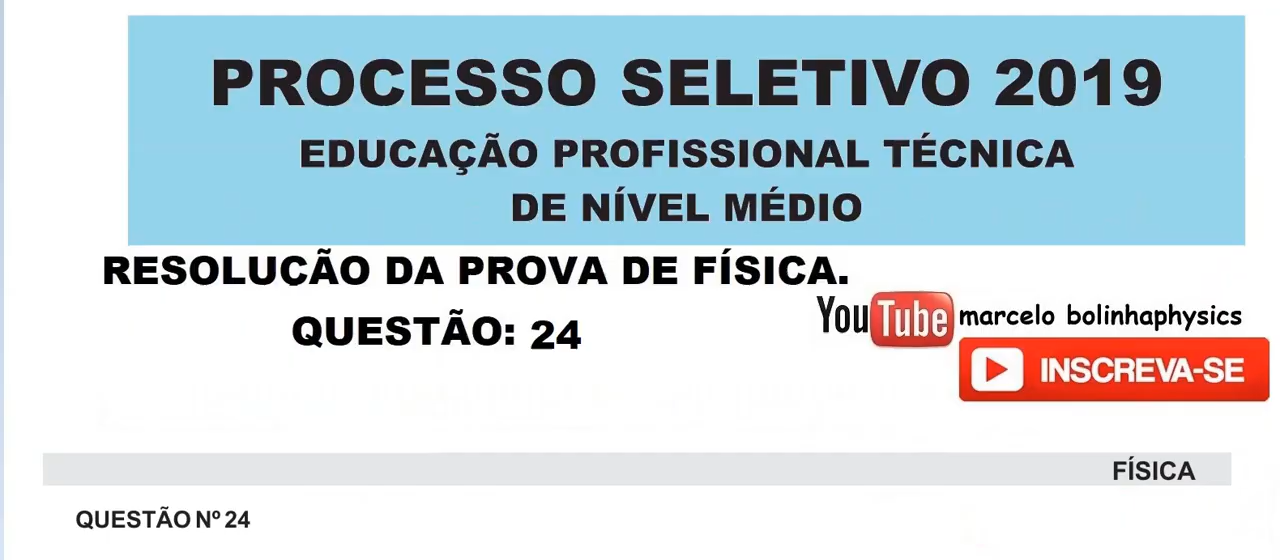 PROCESSO SELETIVO 2019
EDUCAÇÃO PROFISSIONAL TÉCNICA
DE NÍVEL MÉDIO
RESOLUÇÃO DA PROVA DE FÍSICA.
QUESTÃO: 24
YouTube marcelo bolinhaphysics
INSCREVA-SE
FÍSICA
QUESTÃO Nº 24